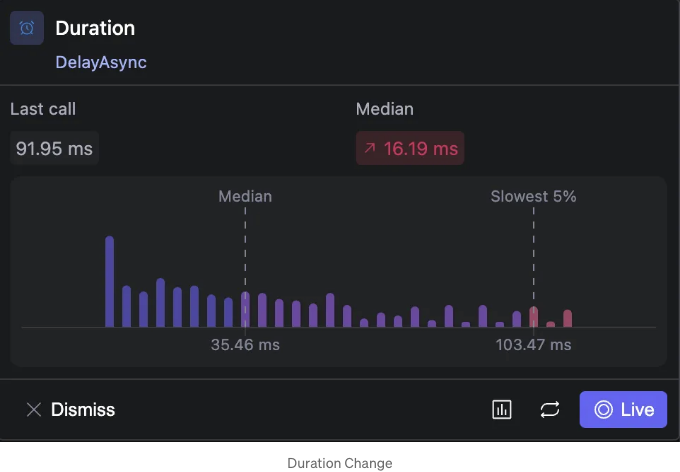 Duration
DelayAsync
Last call Median
91.95 ms ↗ 16.19 ms
Median Slowest 5%
35.46 ms 103.47 ms
Dismiss Live
Duration Change